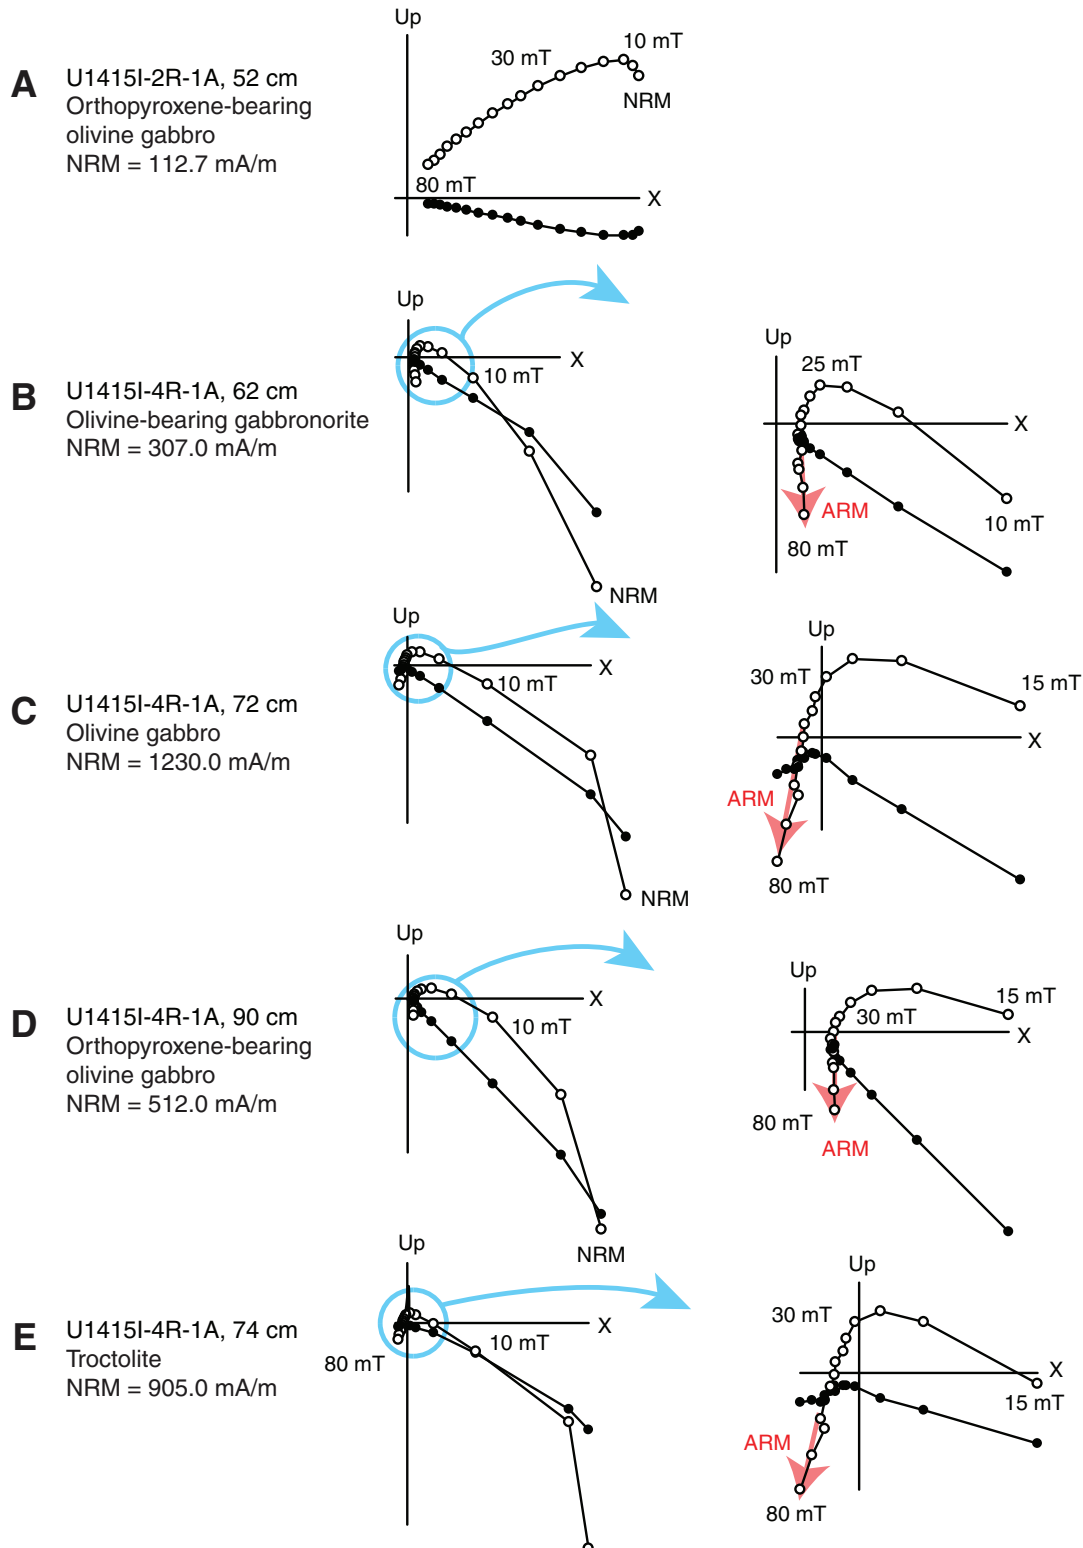 A
U1415I-2R-1A, 52 cm
Orthopyroxene-bearing
olivine gabbro
NRM = 112.7 mA/m
Up
30 mT
10 mT
NRM
80 mT
X
B
U1415I-4R-1A, 62 cm
Olivine-bearing gabbronorite
NRM = 307.0 mA/m
Up
X
10 mT
NRM
Up
25 mT
X
ARM
10 mT
80 mT
C
U1415I-4R-1A, 72 cm
Olivine gabbro
NRM = 1230.0 mA/m
Up
X
10 mT
NRM
Up
30 mT
15 mT
X
ARM
80 mT
D
U1415I-4R-1A, 90 cm
Orthopyroxene-bearing
olivine gabbro
NRM = 512.0 mA/m
Up
X
10 mT
NRM
Up
15 mT
30 mT
X
80 mT
ARM
E
U1415I-4R-1A, 74 cm
Troctolite
NRM = 905.0 mA/m
Up
X
10 mT
80 mT
Up
30 mT
X
15 mT
ARM
80 mT